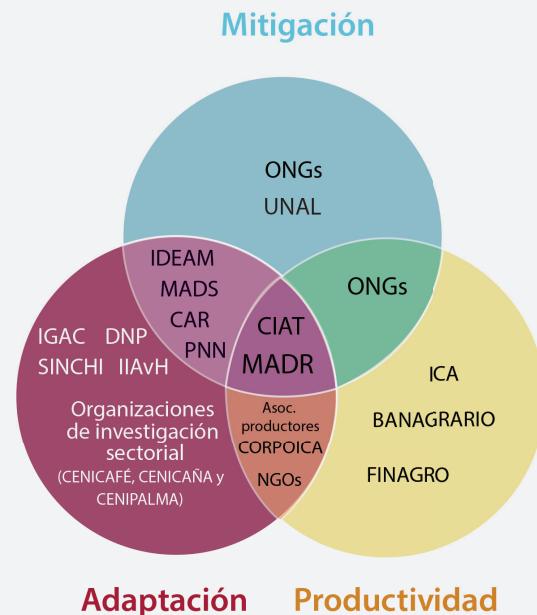 Mitigación
ONGs
UNAL
IDEAM
MADS
CAR
PNN
ONGs
CIAT
MADR
IGAC DNP
SINCHI IIAvH
Organizaciones
de investigación
sectorial
(CENICAFÉ, CENICAÑA y
CENIPALMA)
Asoc.
productores
CORPOICA
NGOs
ICA
BANAGRARIO
FINAGRO
Adaptación
Productividad